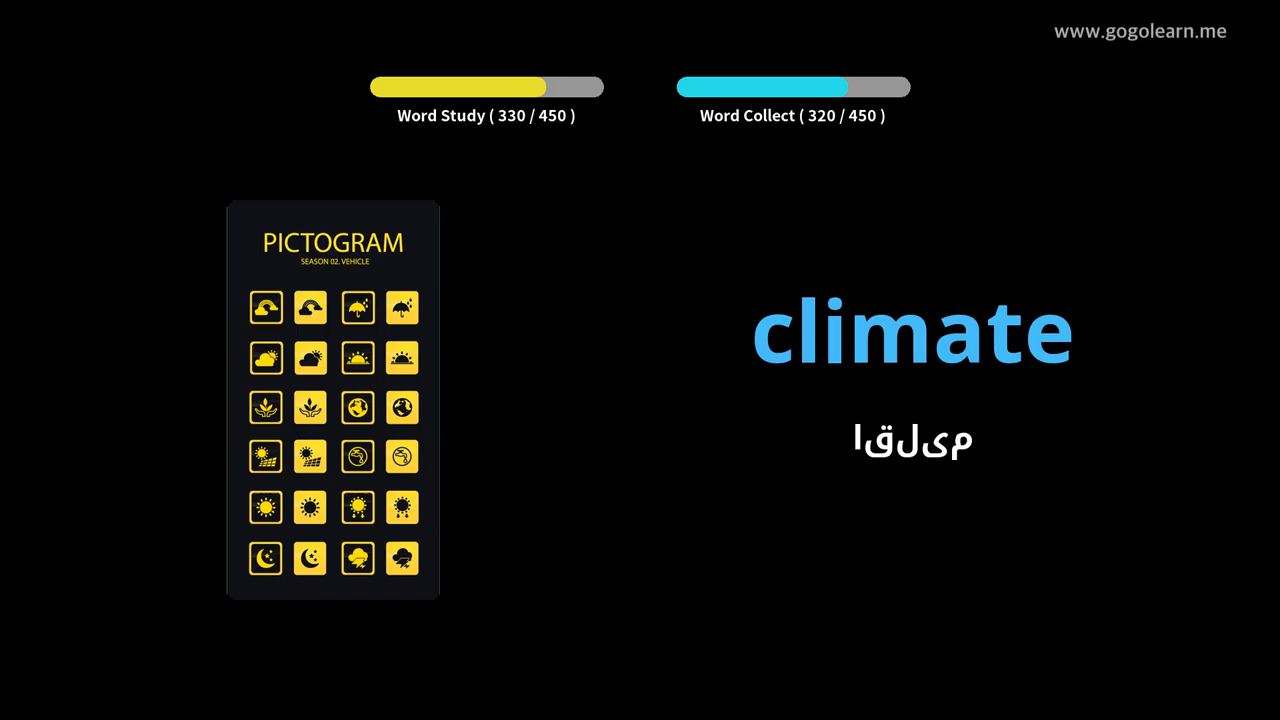 www.gogolearn.me
Word Study ( 330 / 450 )
Word Collect ( 320 / 450 )
PICTOGRAM
SEASON 02. VEHICLE
climate
اقلیم